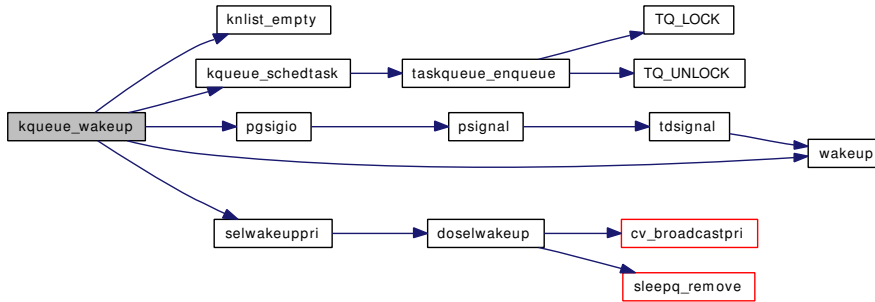 knlist_empty
TQ_LOCK
kqueue_schedtask
taskqueue_enqueue
TQ_UNLOCK
kqueue_wakeup
pgsigio
psignal
tdsignal
wakeup
selwakeuppri
doselwakeup
cv_broadcastpri
sleepq_remove